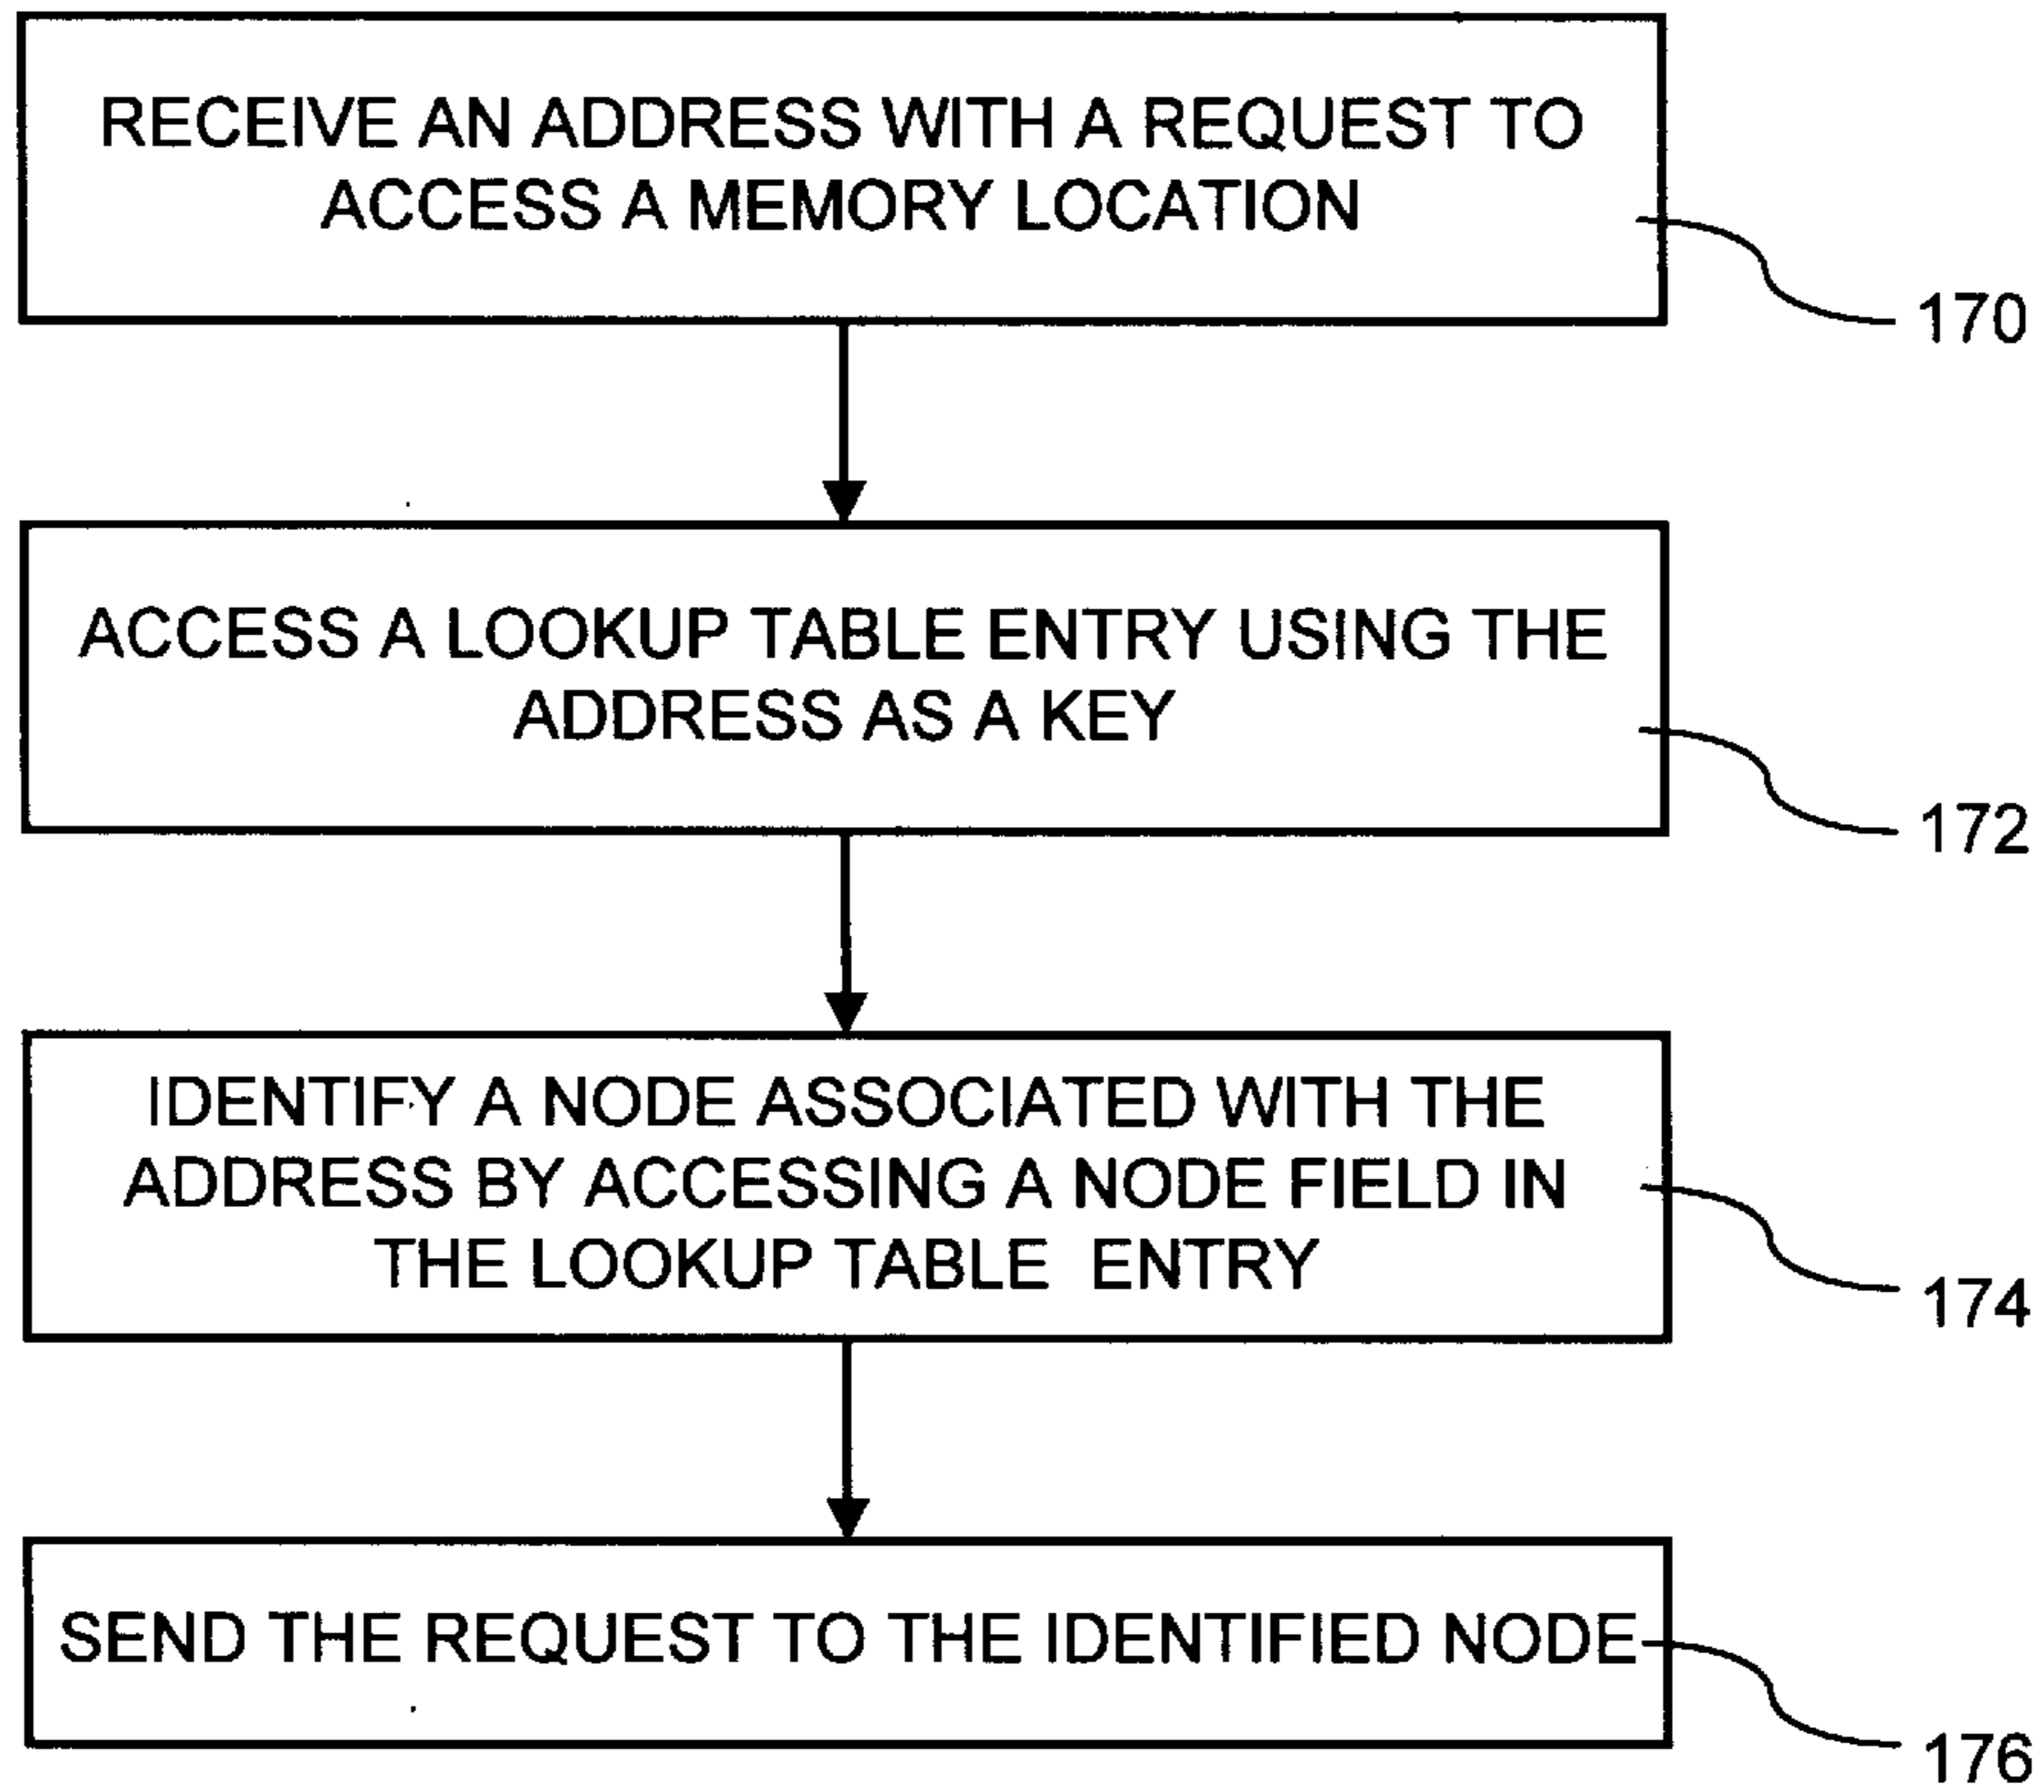 RECEIVE AN ADDRESS WITH A REQUEST TO
ACCESS A MEMORY LOCATION
170
ACCESS A LOOKUP TABLE ENTRY USING THE
ADDRESS AS A KEY
172
IDENTIFY A NODE ASSOCIATED WITH THE
ADDRESS BY ACCESSING A NODE FIELD IN
THE LOOKUP TABLE ENTRY
174
SEND THE REQUEST TO THE IDENTIFIED NODE
176